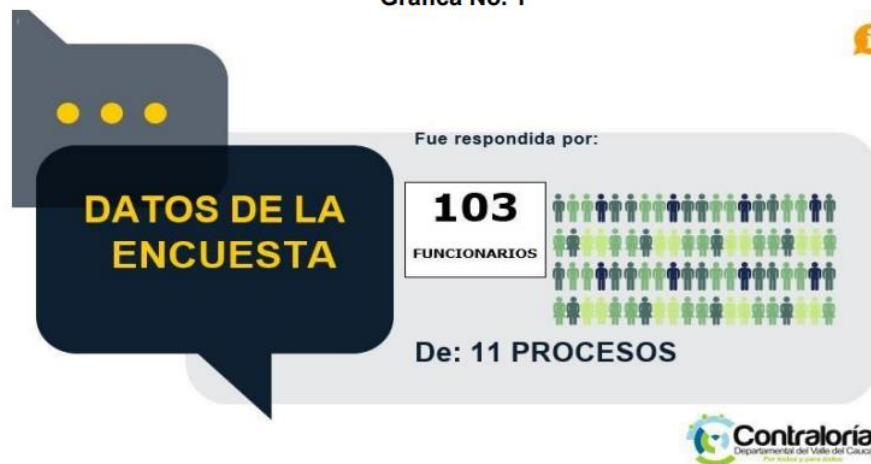 Gráfica No. 1
DATOS DE LA
ENCUESTA
Fue respondida por:
103
FUNCIONARIOS
De: 11 PROCESOS
Contraloría
Departamental del Valle del Cauca
Por todos y para todos